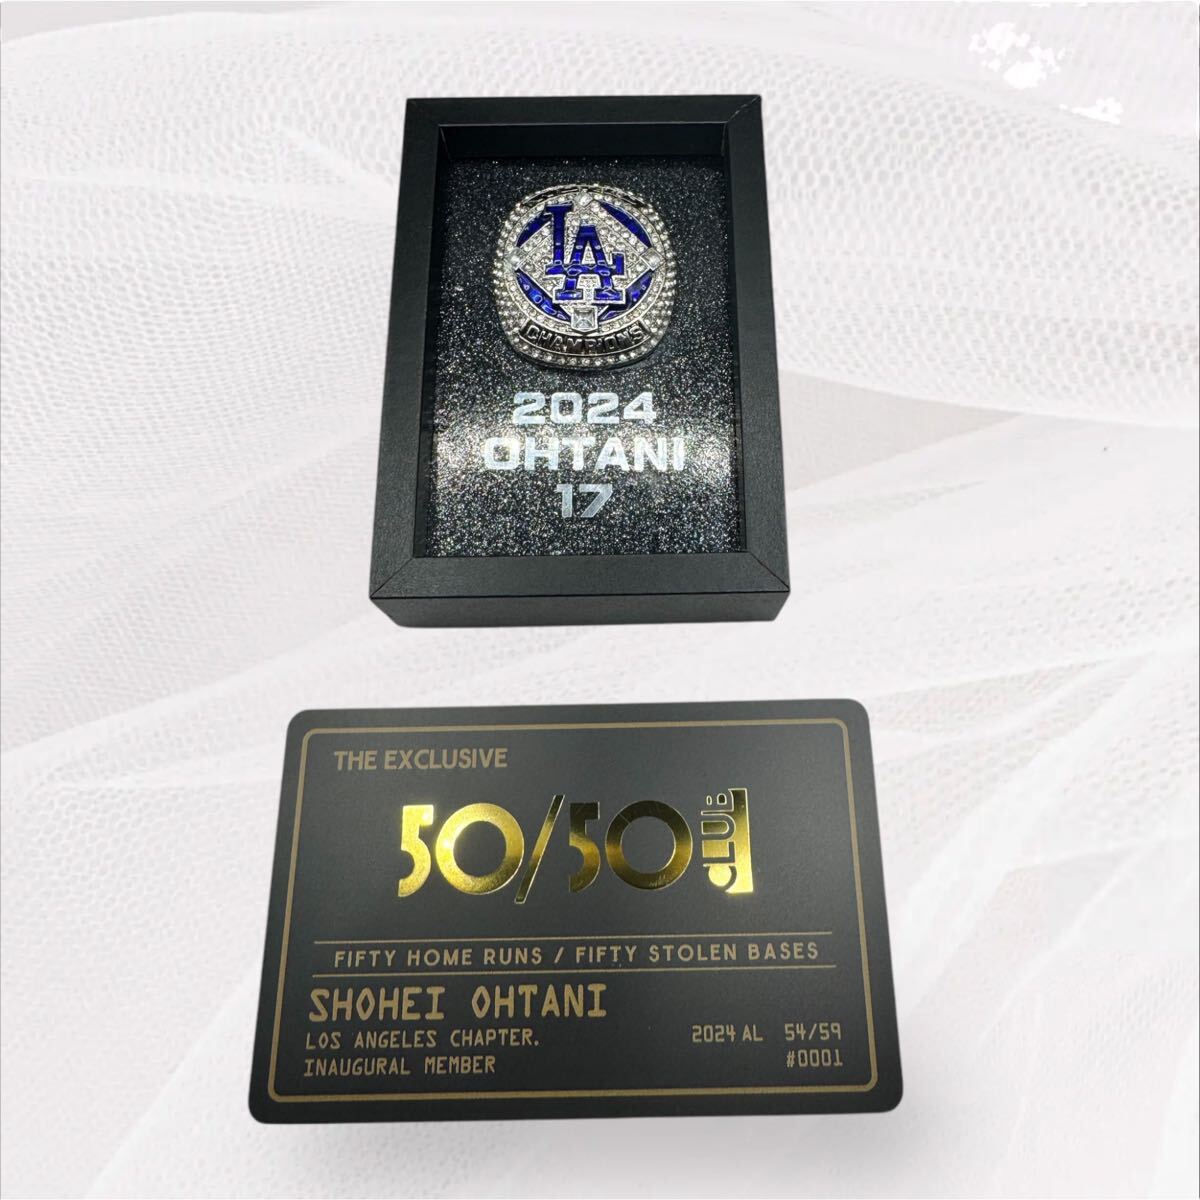 LA
CHAMPIONS
2024
OHTANI
17
THE EXCLUSIVE
50/50 CLUB
FIFTY HOME RUNS / FIFTY STOLEN BASES
SHOHEI OHTANI
LOS ANGELES CHAPTER. 2024 AL 54/59
INAUGURAL MEMBER #0001